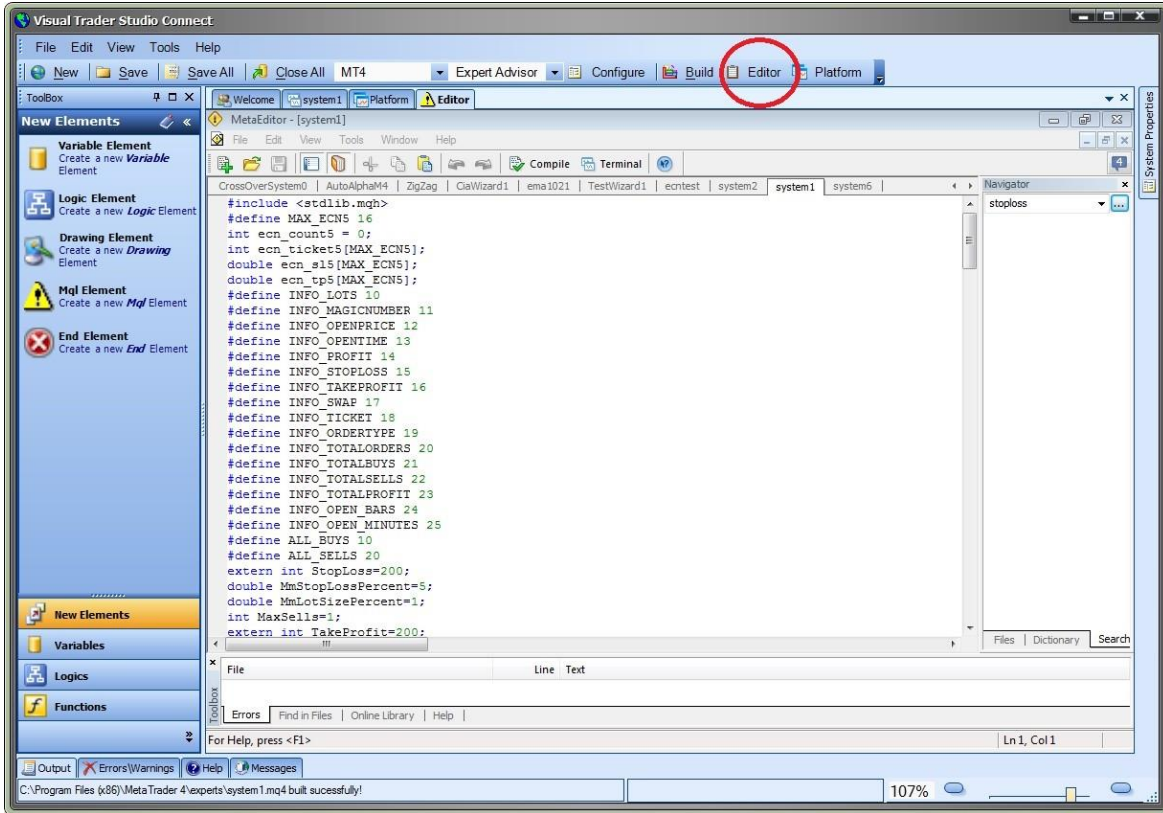 Visual Trader Studio Connect
File Edit View Tools Help
New Save Save All Close All MT4 Expert Advisor Configure Build Editor Platform
ToolBox
Welcome system1 Platform Editor
System Properties
New Elements
MetaEditor - [system1]
File Edit View Tools Window Help
Compile Terminal 4
CrossOverSystem0 | AutoAlphaM4 | ZigZag | CiaWizard1 | ema1021 | TestWizard1 | ecntest | system2 system1 system6 |
Navigator
stoploss
Variable Element
Create a new Variable
Element
Logic Element
Create a new Logic Element
Drawing Element
Create a new Drawing
Element
Mql Element
Create a new Mql Element
End Element
Create a new End Element
#include <stdlib.mqh>
#define MAX_ECN5 16
int ecn_count5 = 0;
int ecn_ticket5[MAX_ECN5];
double ecn_sl5[MAX_ECN5];
double ecn_tp5[MAX_ECN5];
#define INFO_LOTS 10
#define INFO_MAGICNUMBER 11
#define INFO_OPENPRICE 12
#define INFO_OPENTIME 13
#define INFO_PROFIT 14
#define INFO_STOPLOSS 15
#define INFO_TAKEPROFIT 16
#define INFO_SWAP 17
#define INFO_TICKET 18
#define INFO_ORDERTYPE 19
#define INFO_TOTALORDERS 20
#define INFO_TOTALBUYS 21
#define INFO_TOTALSELLS 22
#define INFO_TOTALPROFIT 23
#define INFO_OPEN_BARS 24
#define INFO_OPEN_MINUTES 25
#define ALL_BUYS 10
#define ALL_SELLS 20
extern int StopLoss=200;
double MmStopLossPercent=5;
double MmLotSizePercent=1;
int MaxSells=1;
extern int TakeProfit=200;
New Elements
Variables
Logics
Functions
Files | Dictionary Search
File Line Text
Toolbox
Errors Find in Files | Online Library | Help |
For Help, press <F1> Ln 1, Col 1
Output Errors\Warnings Help Messages
C:\Program Files (x86)\MetaTrader 4\experts\system1.mq4 built sucessfully! 107%